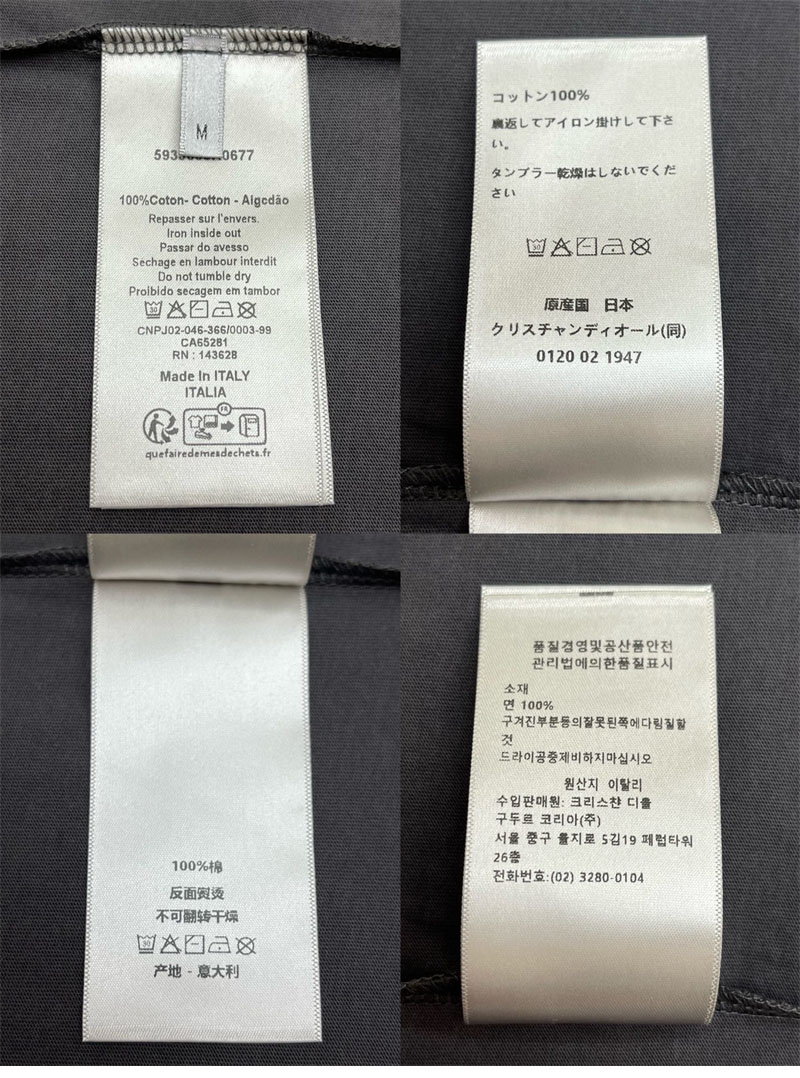 M
100%Coton- Cotton - Algcdão
Repasser sur l'envers.
Iron inside out
Passar do avesso
Sechage en lambour interdit
Do not tumble dry
Proibido secagem em tambor
30
CNPJ02-046-366/0003-99
CA65281
RN : 143628
Made In ITALY
ITALIA
FR
quefairedemesdechets.fr
コットン100%
裏返してアイロン掛けして下さ
い。
タンブラー乾燥はしないでくだ
さい
30
原産国 日本
クリスチャンディオール(同)
0120 02 1947
100%棉
反面熨烫
不可翻转干燥
30
产地 - 意大利
품질경영및공산품안전
관리법에의한품질표시
소재
면 100%
구겨진부분등의잘못된쪽에다림질할
것
드라이공중제비하지마십시오
원산지 이탈리
수입판매원: 크리스챤 디올
구두르 코리아(주)
서울 중구 을지로 5김19 페럼타워
26층
전화번호:(02) 3280-0104